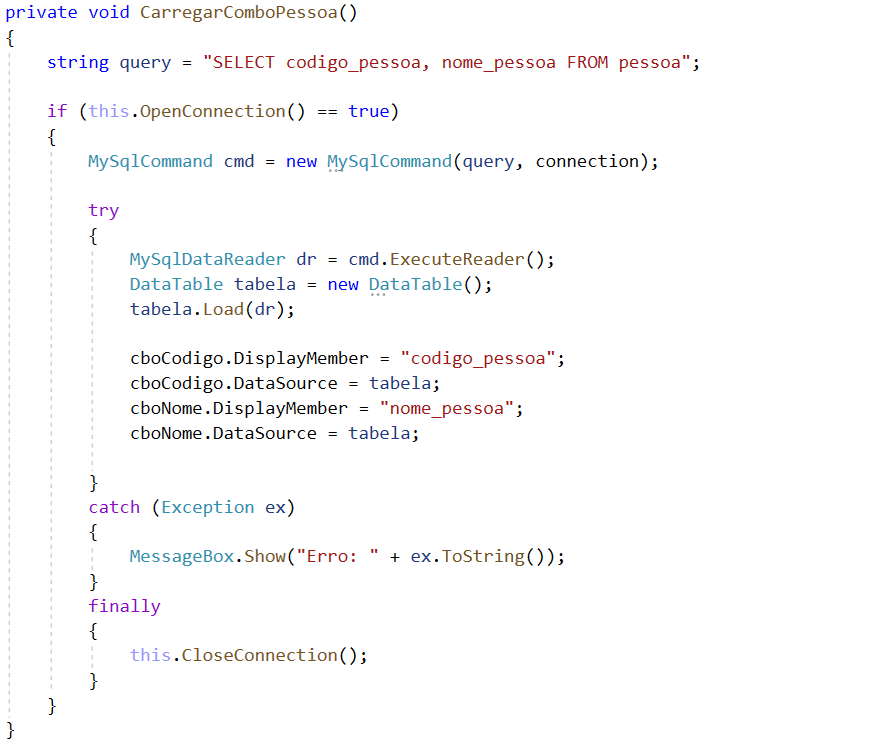 private void CarregarComboPessoa()
{
string query = "SELECT codigo_pessoa, nome_pessoa FROM pessoa";
if (this.OpenConnection() == true)
{
MySqlCommand cmd = new MySqlCommand(query, connection);
try
{
MySqlDataReader dr = cmd.ExecuteReader();
DataTable tabela = new DataTable();
tabela.Load(dr);
cboCodigo.DisplayMember = "codigo_pessoa";
cboCodigo.DataSource = tabela;
cboNome.DisplayMember = "nome_pessoa";
cboNome.DataSource = tabela;
}
catch (Exception ex)
{
MessageBox.Show("Erro: " + ex.ToString());
}
finally
{
this.CloseConnection();
}
}
}